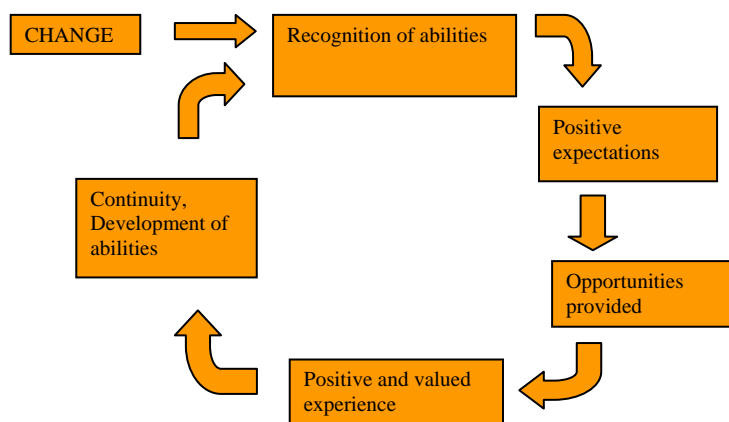 CHANGE
Recognition of abilities
Positive
expectations
Opportunities
provided
Positive and valued
experience
Continuity,
Development of
abilities